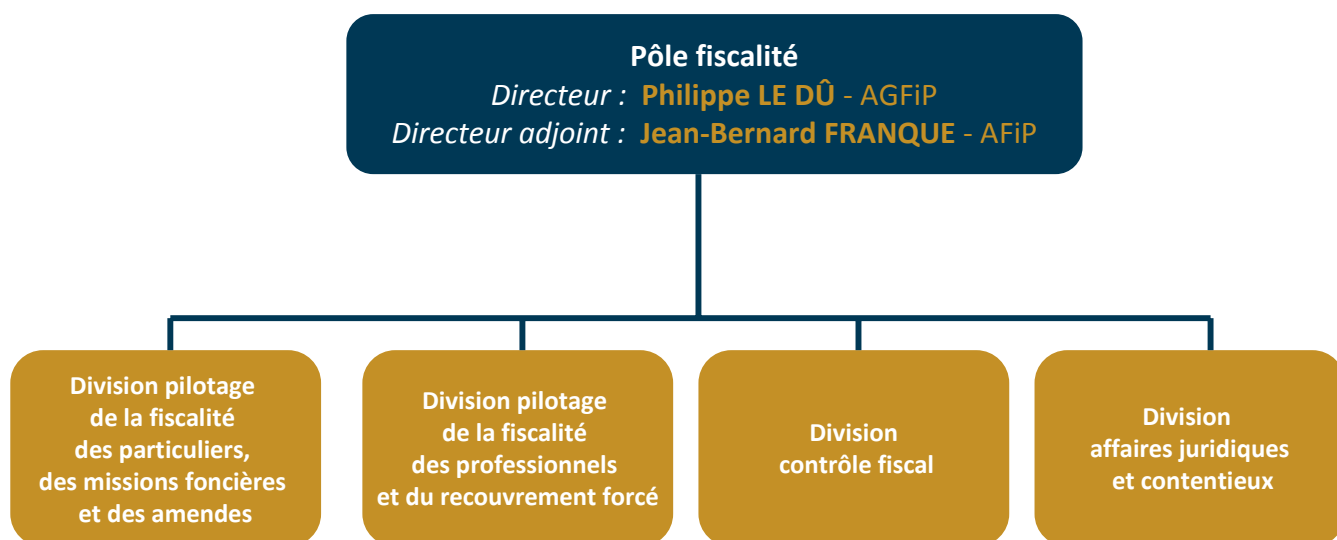 Pôle fiscalité
Directeur : Philippe LE DÛ - AGFiP
Directeur adjoint : Jean-Bernard FRANQUE - AFiP
Division pilotage
de la fiscalité
des particuliers,
des missions foncières
et des amendes
Division pilotage
de la fiscalité
des professionnels
et du recouvrement forcé
Division
contrôle fiscal
Division
affaires juridiques
et contentieux